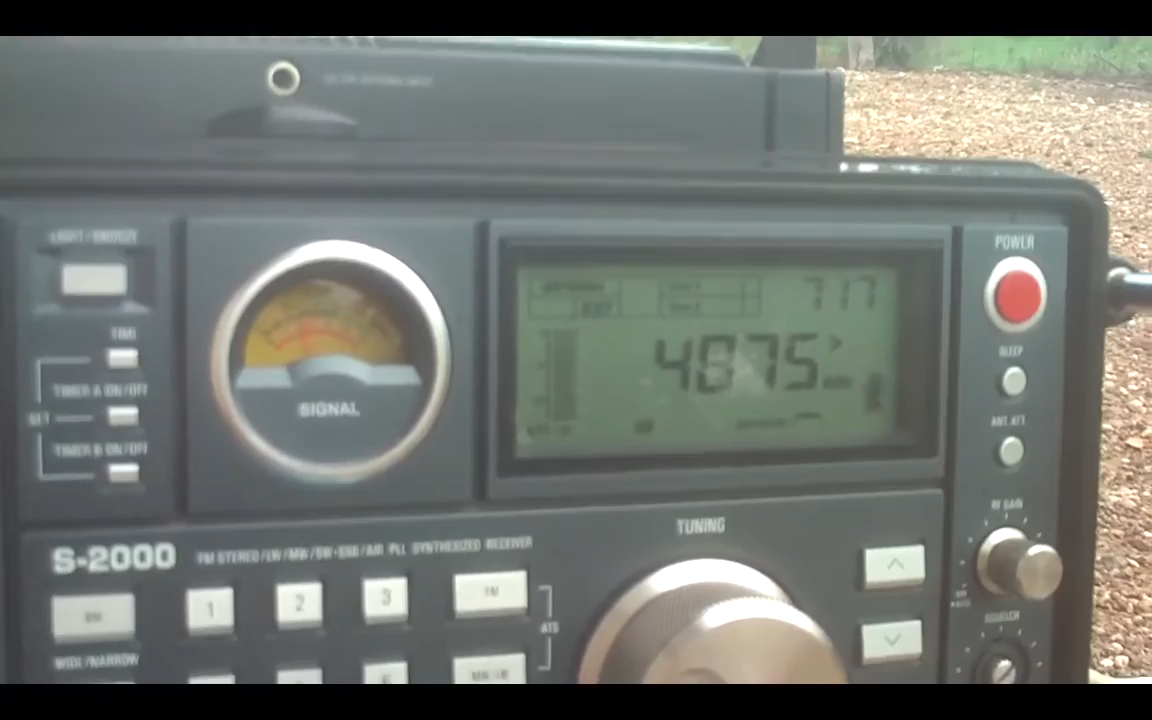 LIGHT/SNOOZE
POWER
717
TIME
4875
SLEEP
TIMER A ON/OFF
SET
SIGNAL
ANT. ATT.
TIMER B ON/OFF
RF GAIN
TUNING
S-2000 FM STEREO/LW/MW/SW-SSB/AIR PLL SYNTHESIZED RECEIVER
1 2 3 FM
SQUELCH
ATS
WIDE/NARROW